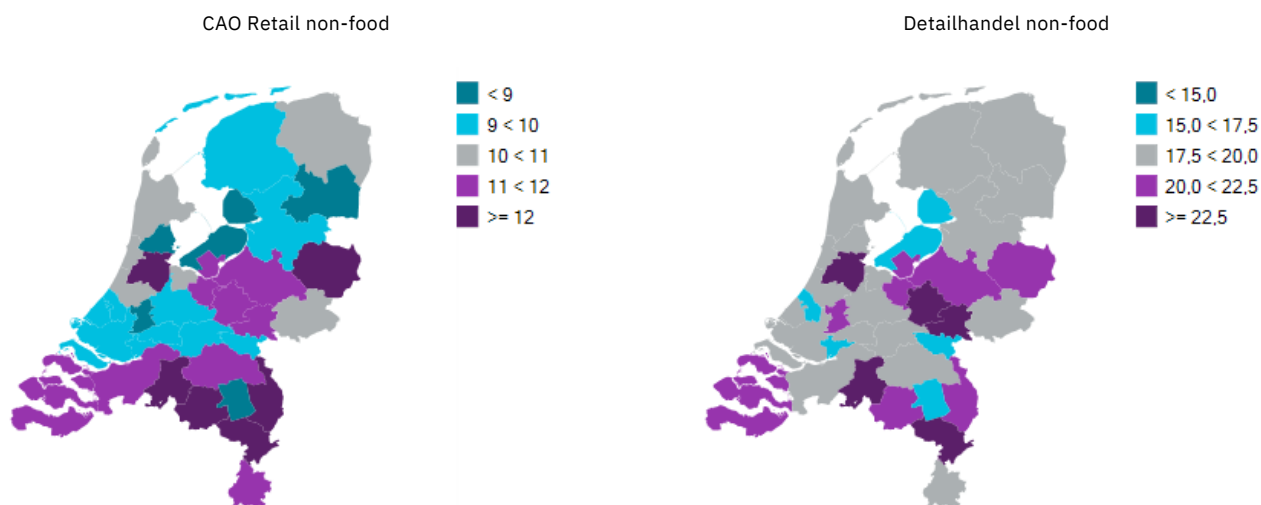 CAO Retail non-food
< 9
9 < 10
10 < 11
11 < 12
>= 12
Detailhandel non-food
< 15,0
15,0 < 17,5
17,5 < 20,0
20,0 < 22,5
>= 22,5